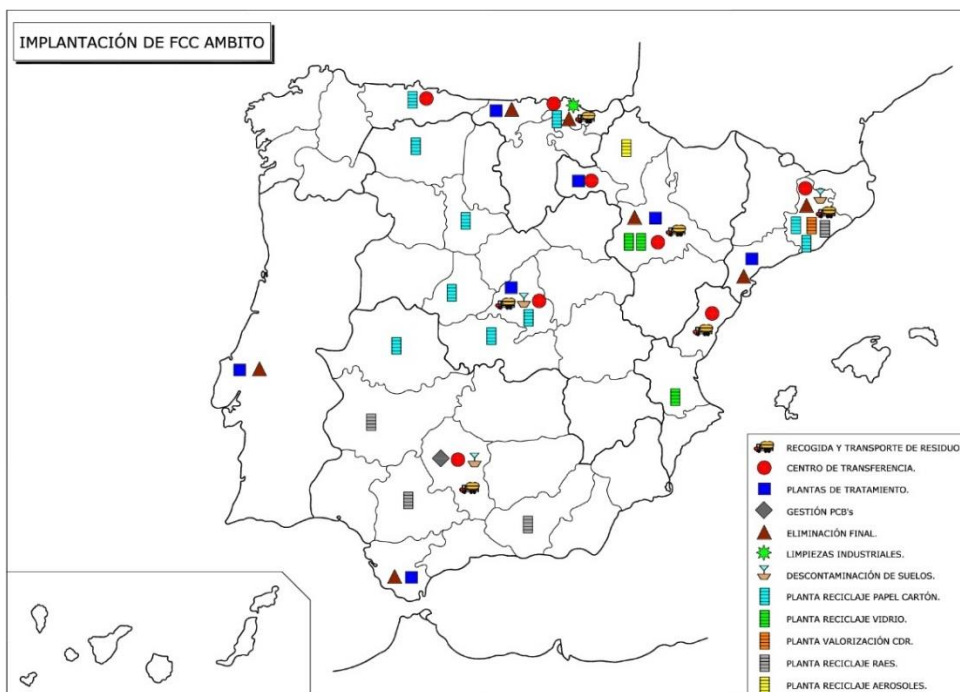 IMPLANTACIÓN DE FCC AMBITO
RECOGIDA Y TRANSPORTE DE RESIDUO
CENTRO DE TRANSFERENCIA.
PLANTAS DE TRATAMIENTO.
GESTIÓN PCB's
ELIMINACIÓN FINAL.
LIMPIEZAS INDUSTRIALES.
DESCONTAMINACIÓN DE SUELOS.
PLANTA RECICLAJE PAPEL CARTÓN.
PLANTA RECICLAJE VIDRIO.
PLANTA VALORIZACIÓN CDR.
PLANTA RECICLAJE RAES.
PLANTA RECICLAJE AEROSOLES.